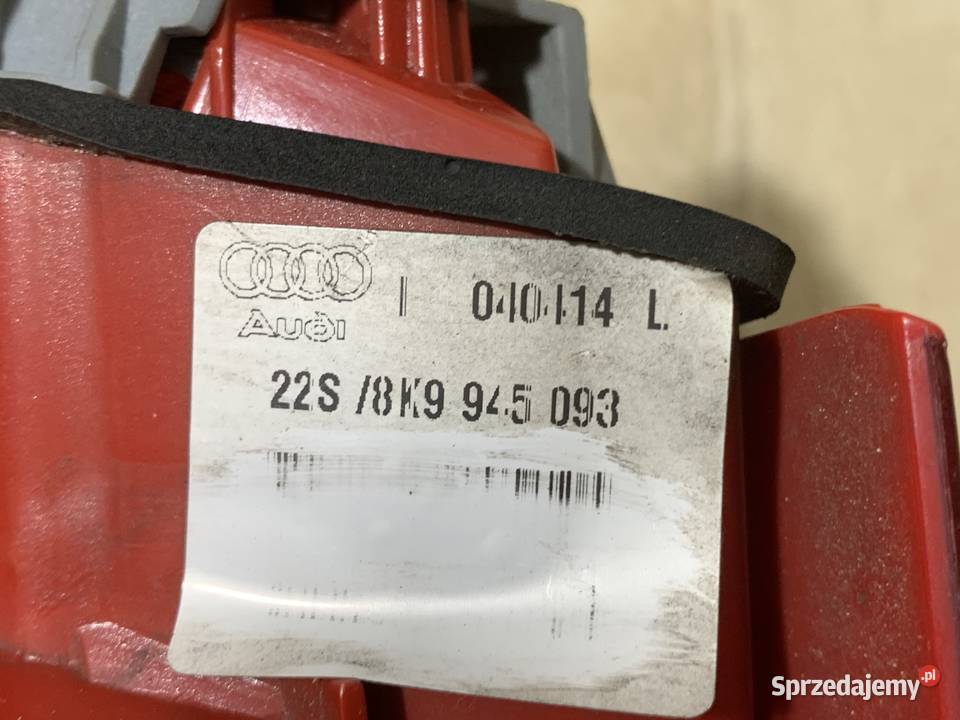 040414 L
Audi
22S /8K9 945 093
Sprzedajemy.pl